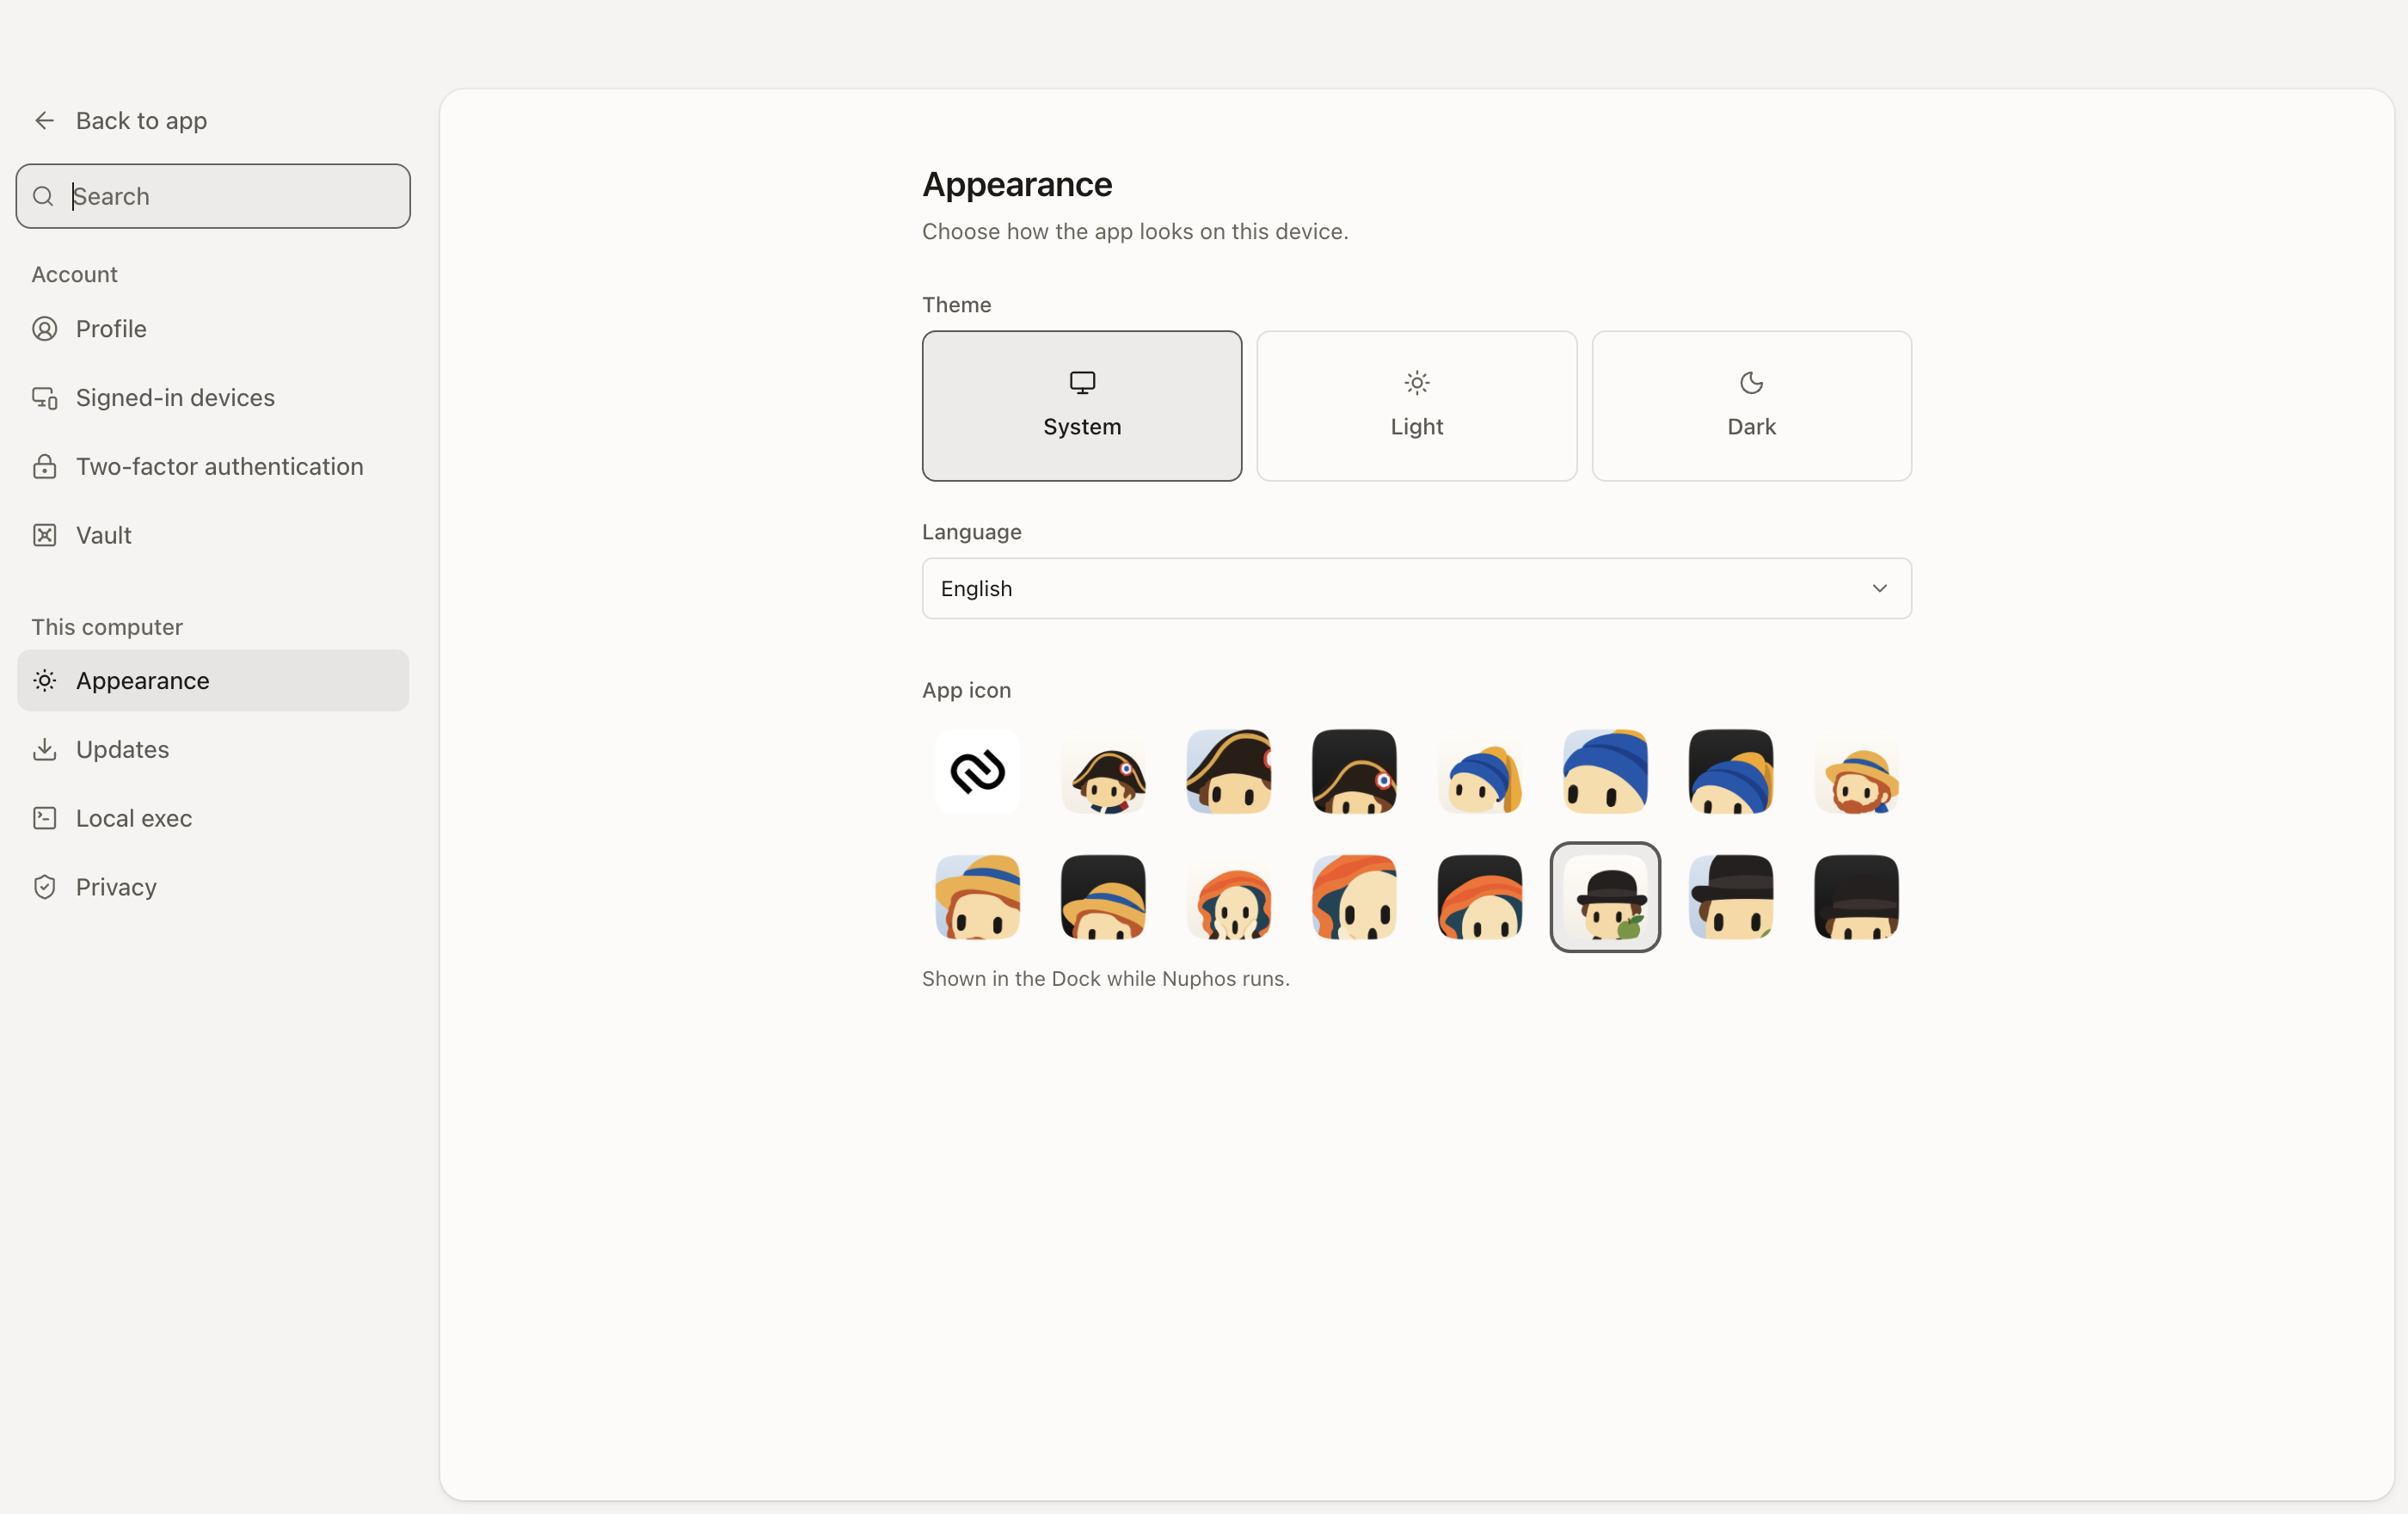 Back to app
Search
Account
Profile
Signed-in devices
Two-factor authentication
Vault
This computer
Appearance
Updates
Local exec
Privacy
Appearance
Choose how the app looks on this device.
Theme
System
Light
Dark
Language
English
App icon
Shown in the Dock while Nuphos runs.